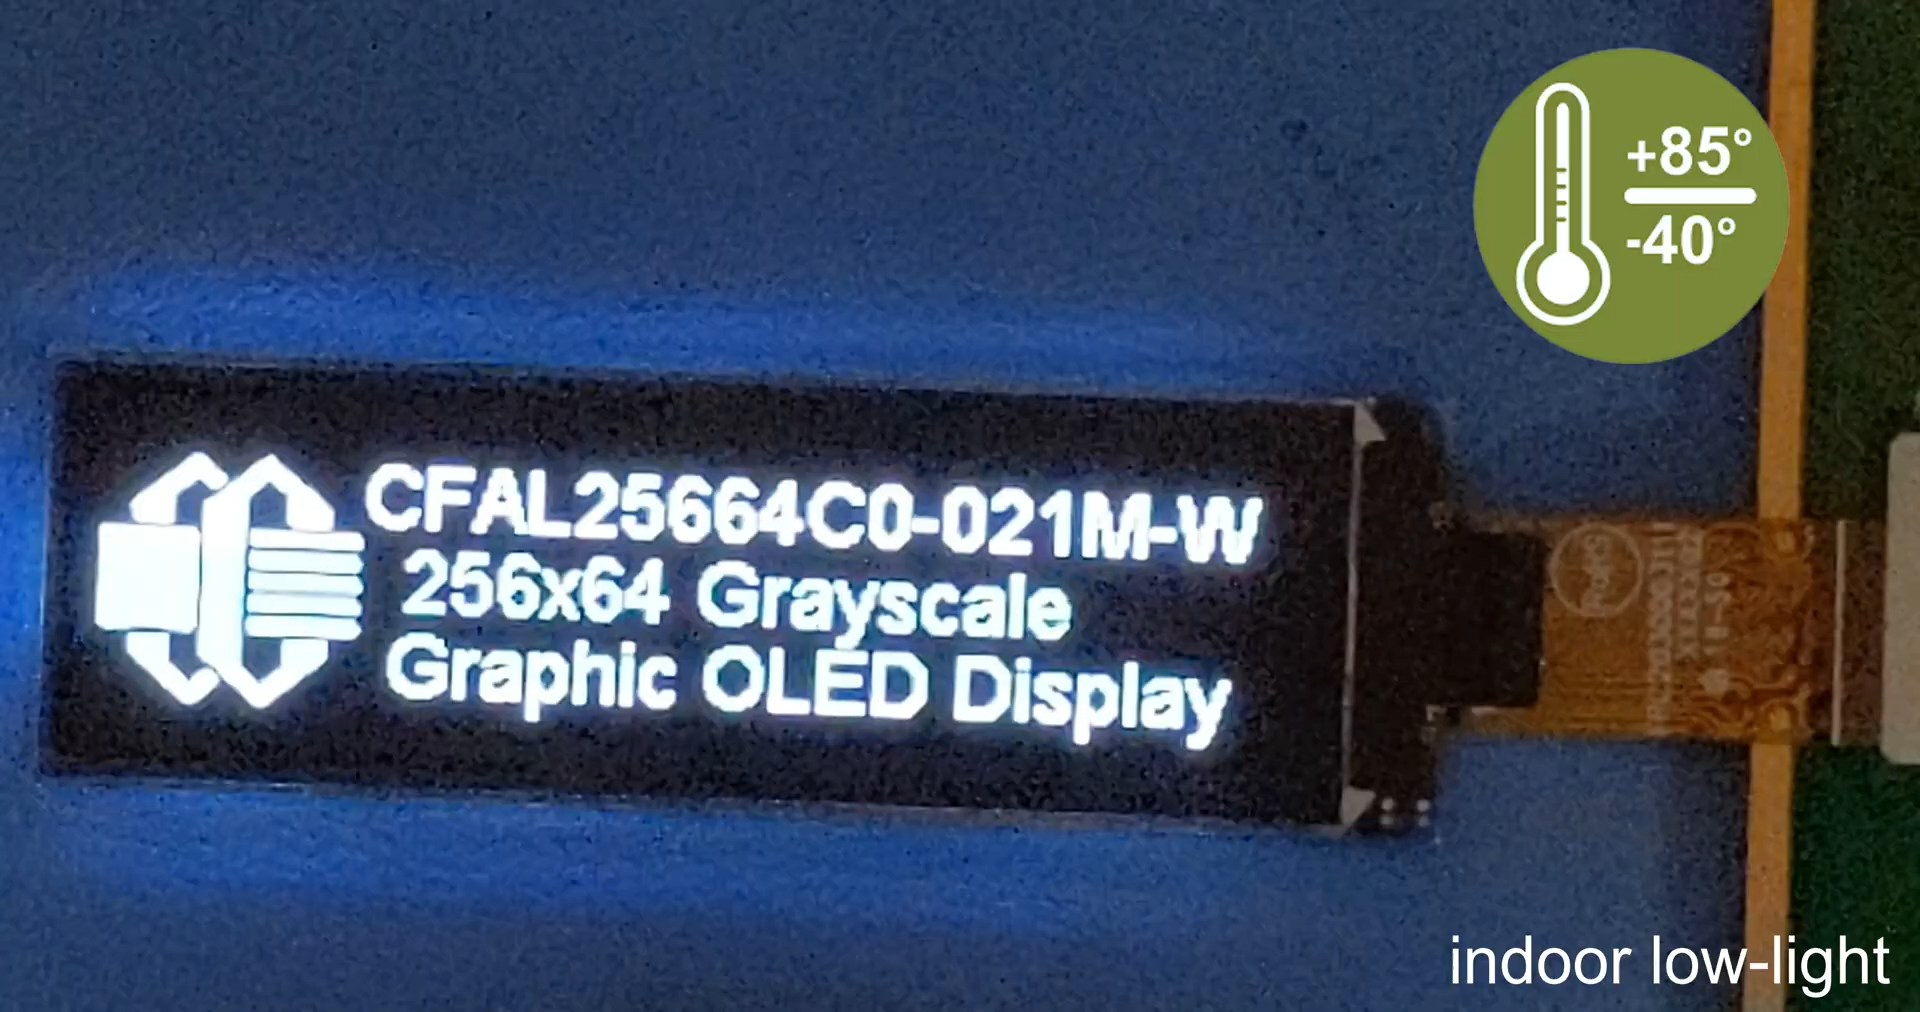 +85°
-40°
CFAL25664C0-021M-W
256x64 Grayscale
Graphic OLED Display
indoor low-light